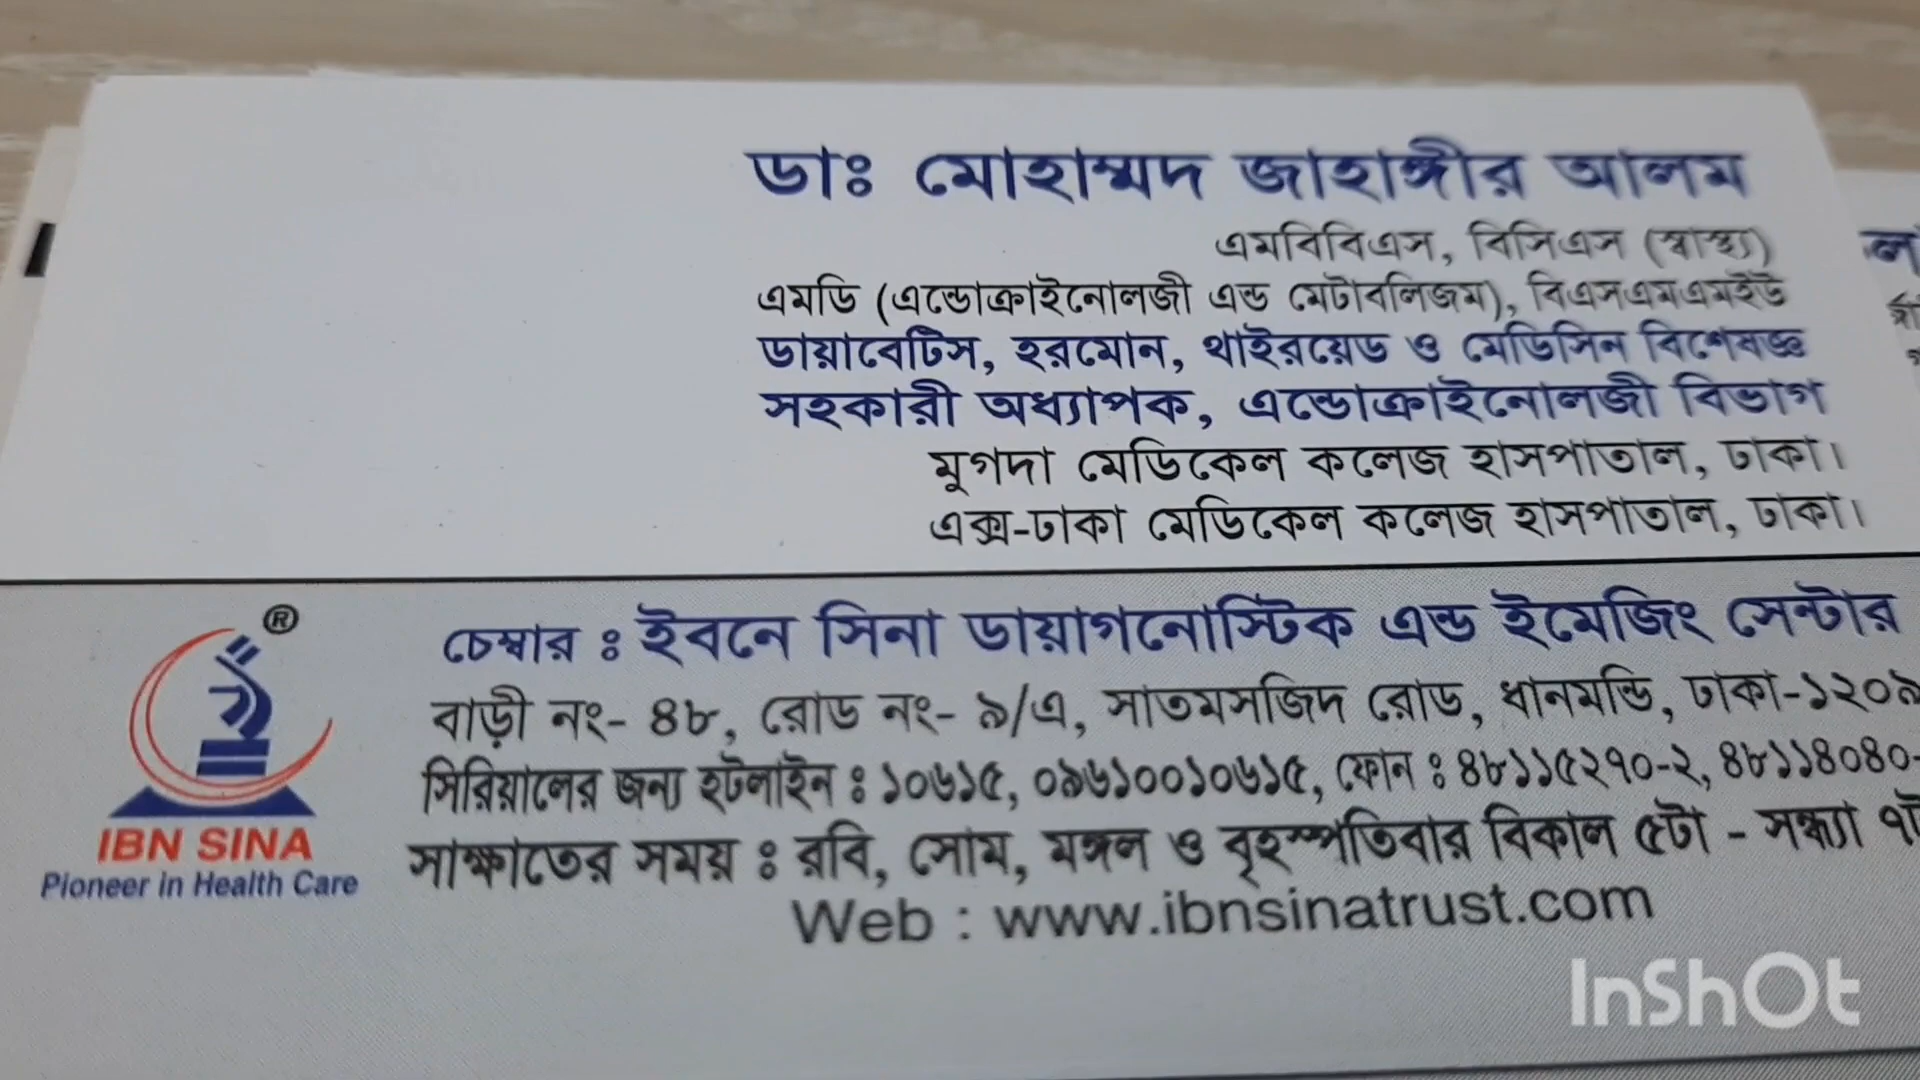 ডাঃ মোহাম্মদ জাহাঙ্গীর আলম
এমবিবিএস, বিসিএস (স্বাস্থ্য)
এমডি (এন্ডোক্রাইনোলজী এন্ড মেটাবলিজম), বিএসএমএমইউ
ডায়াবেটিস, হরমোন, থাইরয়েড ও মেডিসিন বিশেষজ্ঞ
সহকারী অধ্যাপক, এন্ডোক্রাইনোলজী বিভাগ
মুগদা মেডিকেল কলেজ হাসপাতাল, ঢাকা।
এক্স-ঢাকা মেডিকেল কলেজ হাসপাতাল, ঢাকা।
চেম্বার ঃ ইবনে সিনা ডায়াগনোস্টিক এন্ড ইমেজিং সেন্টার
বাড়ী নং- ৪৮, রোড নং- ৯/এ, সাতমসজিদ রোড, ধানমন্ডি, ঢাকা-১২০৯
সিরিয়ালের জন্য হটলাইন ঃ ১০৬১৫, ০৯৬১০০১০৬১৫, ফোন ঃ ৪৮১১৫২৭০-২, ৪৮১১৪০৪০-
সাক্ষাতের সময় ঃ রবি, সোম, মঙ্গল ও বৃহস্পতিবার বিকাল ৫টা - সন্ধ্যা ৭টা
Web : www.ibnsinatrust.com
®
IBN SINA
Pioneer in Health Care
InShOt